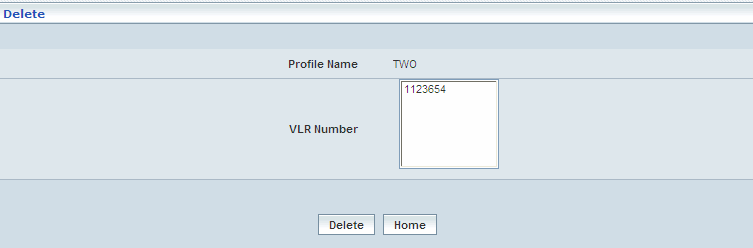 Delete
Profile Name TWO
1123654
VLR Number
Delete Home